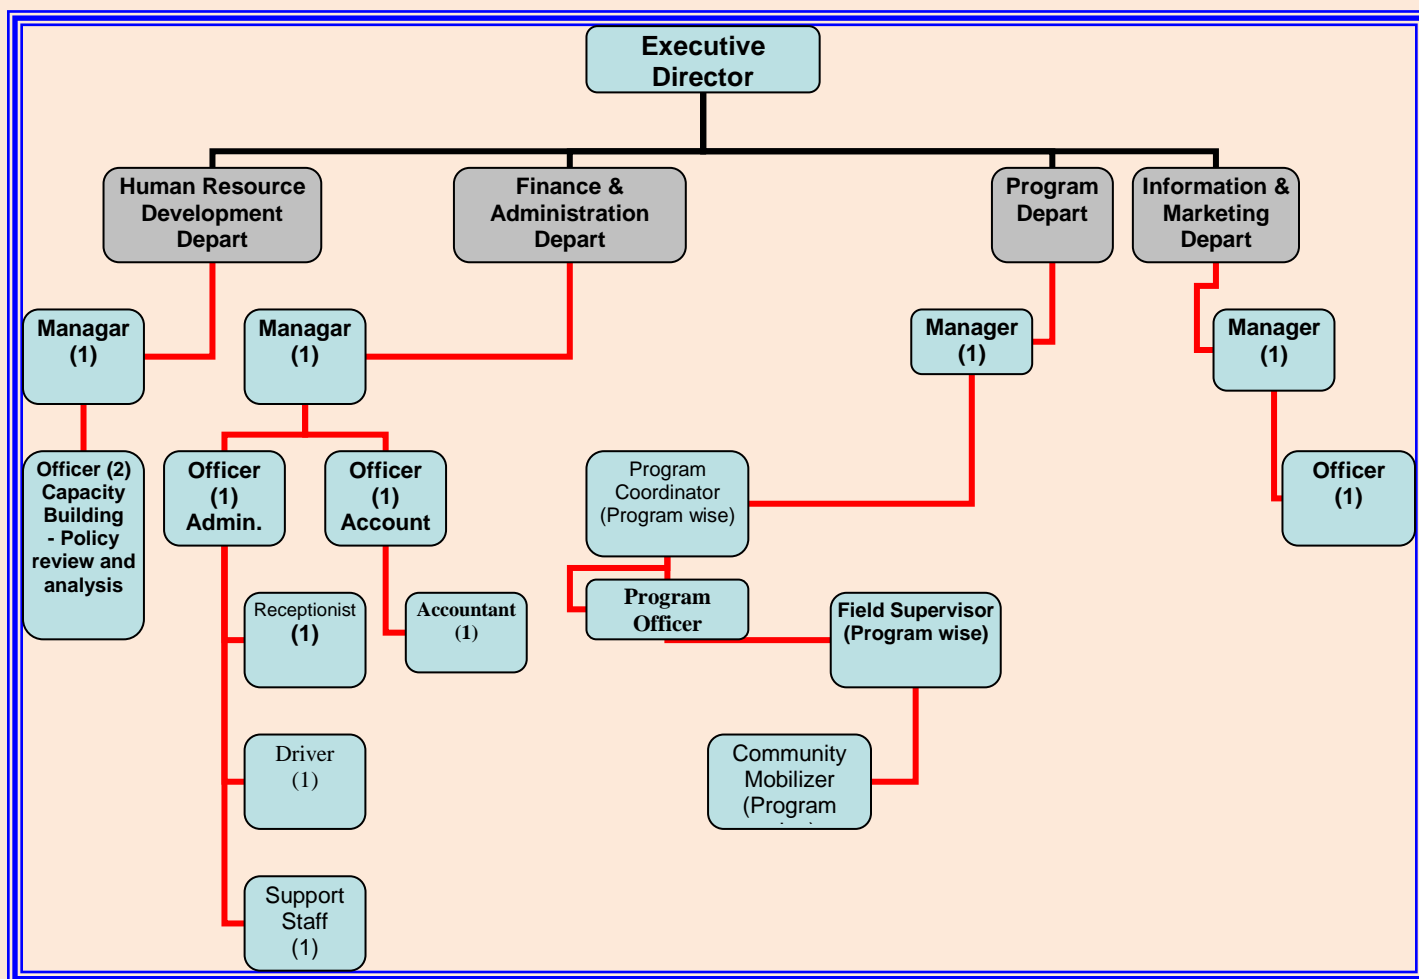 Executive
Director
Human Resource
Development
Depart
Finance &
Administration
Depart
Program
Depart
Information &
Marketing
Depart
Managar
(1)
Managar
(1)
Manager
(1)
Manager
(1)
Officer (2)
Capacity
Building
- Policy
review and
analysis
Officer
(1)
Admin.
Officer
(1)
Account
Program
Coordinator
(Program wise)
Officer
(1)
Receptionist
(1)
Accountant
(1)
Program
Officer
Field Supervisor
(Program wise)
Driver
(1)
Community
Mobilizer
(Program
Support
Staff
(1)